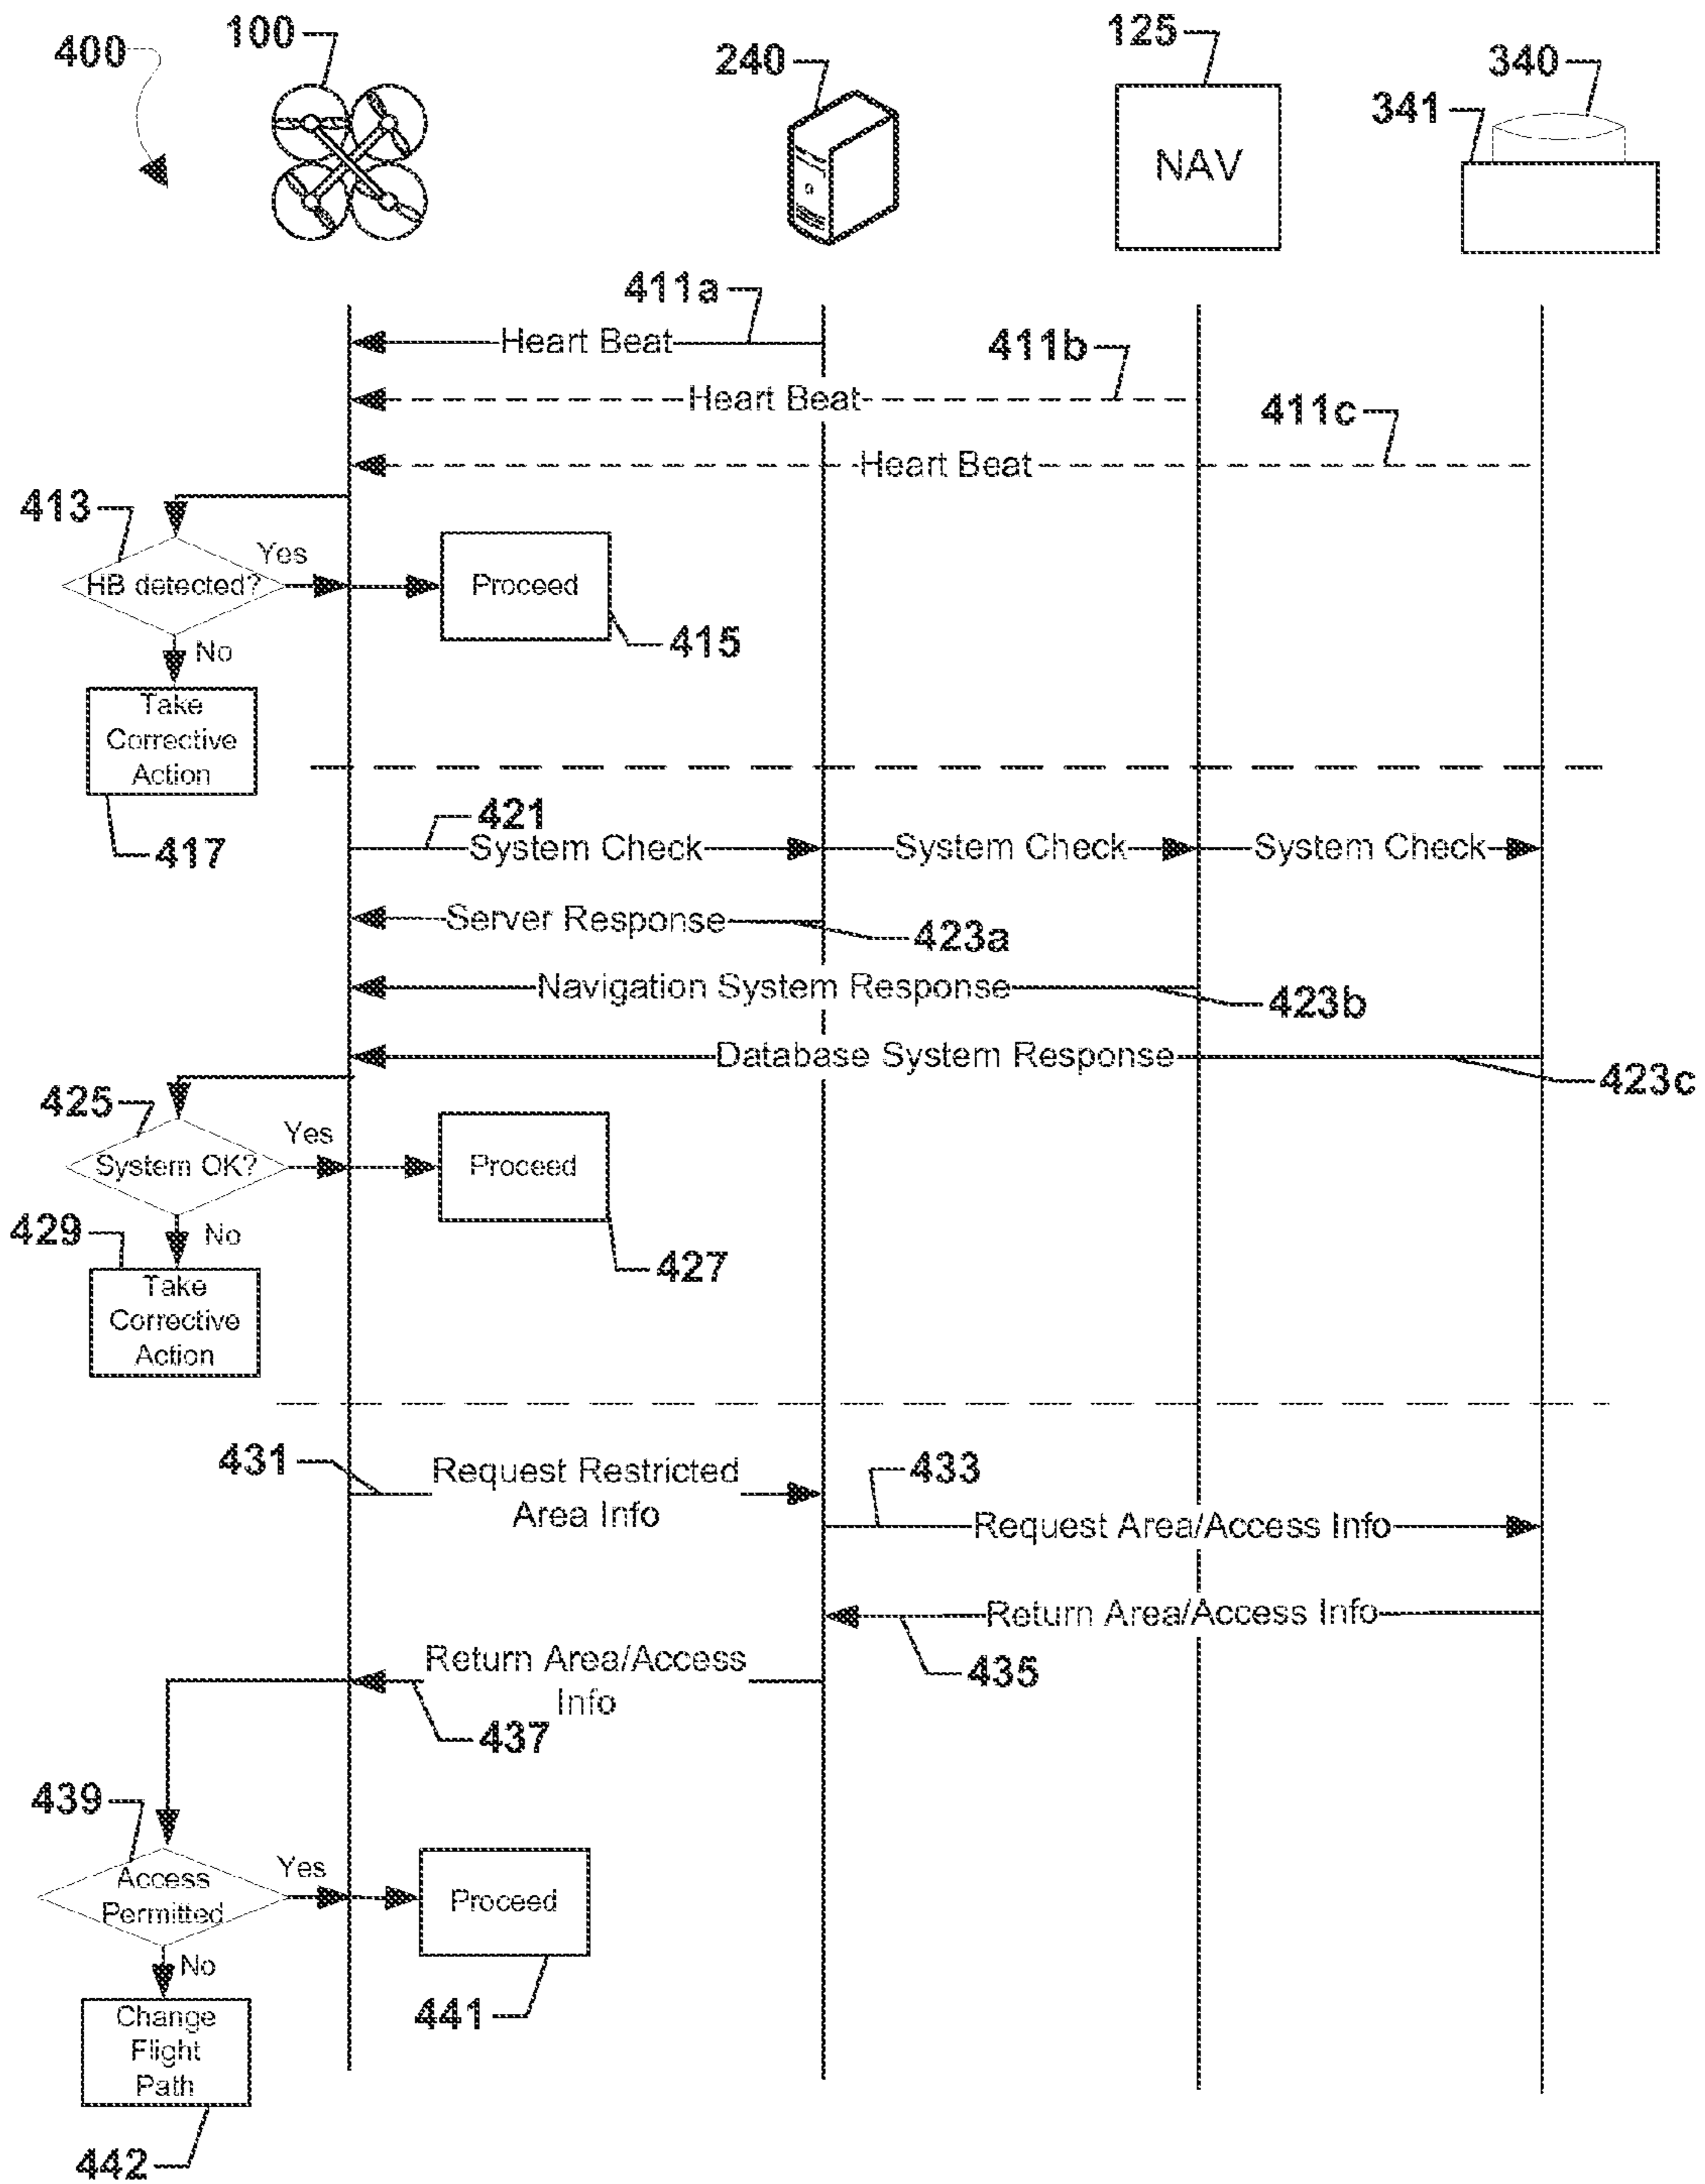 400
100
240
125
340
341
NAV
411a
Heart Beat
411b
Heart Beat
411c
Heart Beat
413
HB detected?
Yes
Proceed
415
No
Take
Corrective
Action
417
421
System Check
System Check
System Check
Server Response
423a
Navigation System Response
423b
Database System Response
423c
425
System OK?
Yes
Proceed
427
429
No
Take
Corrective
Action
431
Request Restricted
Area Info
433
Request Area/Access Info
Return Area/Access Info
435
Return Area/Access
Info
437
439
Access
Permitted
Yes
Proceed
441
No
Change
Flight
Path
442